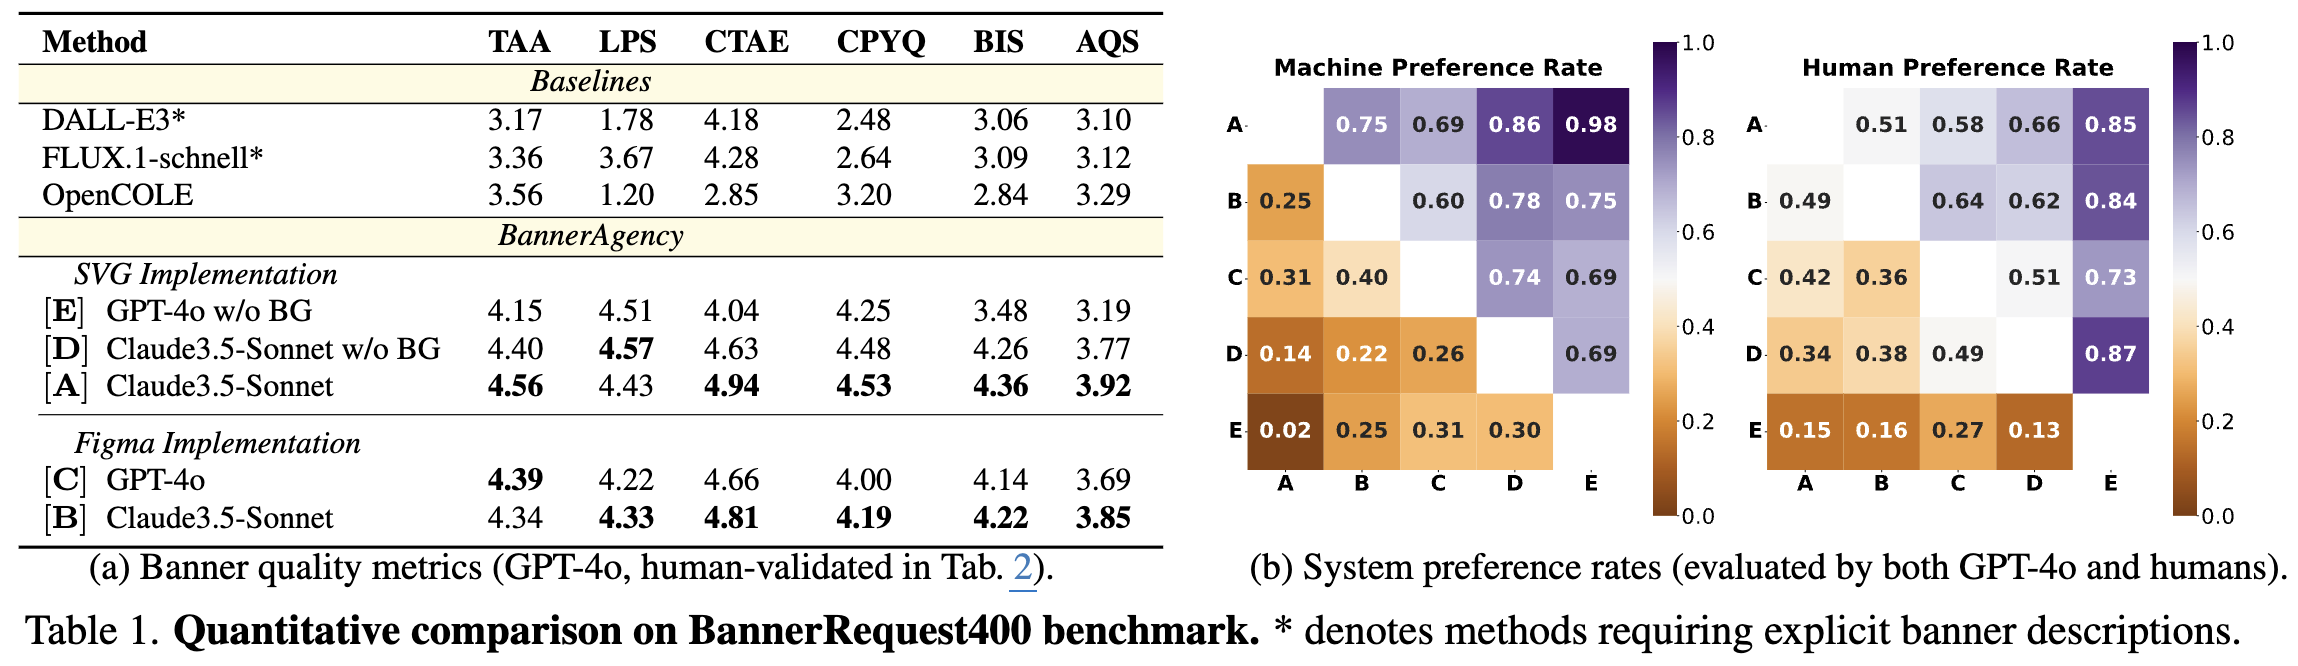 Method TAA LPS CTAE CPYQ BIS AQS
Baselines
DALL-E3* 3.17 1.78 4.18 2.48 3.06 3.10
FLUX.1-schnell* 3.36 3.67 4.28 2.64 3.09 3.12
OpenCOLE 3.56 1.20 2.85 3.20 2.84 3.29
BannerAgency
SVG Implementation
[E] GPT-4o w/o BG 4.15 4.51 4.04 4.25 3.48 3.19
[D] Claude3.5-Sonnet w/o BG 4.40 4.57 4.63 4.48 4.26 3.77
[A] Claude3.5-Sonnet 4.56 4.43 4.94 4.53 4.36 3.92
Figma Implementation
[C] GPT-4o 4.39 4.22 4.66 4.00 4.14 3.69
[B] Claude3.5-Sonnet 4.34 4.33 4.81 4.19 4.22 3.85
(a) Banner quality metrics (GPT-4o, human-validated in Tab. 2).
Machine Preference Rate
A 0.75 0.69 0.86 0.98
B 0.25 0.60 0.78 0.75
C 0.31 0.40 0.74 0.69
D 0.14 0.22 0.26 0.69
E 0.02 0.25 0.31 0.30
A B C D E
1.0
0.8
0.6
0.4
0.2
0.0
Human Preference Rate
A 0.51 0.58 0.66 0.85
B 0.49 0.64 0.62 0.84
C 0.42 0.36 0.51 0.73
D 0.34 0.38 0.49 0.87
E 0.15 0.16 0.27 0.13
A B C D E
1.0
0.8
0.6
0.4
0.2
0.0
(b) System preference rates (evaluated by both GPT-4o and humans).
Table 1. Quantitative comparison on BannerRequest400 benchmark. * denotes methods requiring explicit banner descriptions.